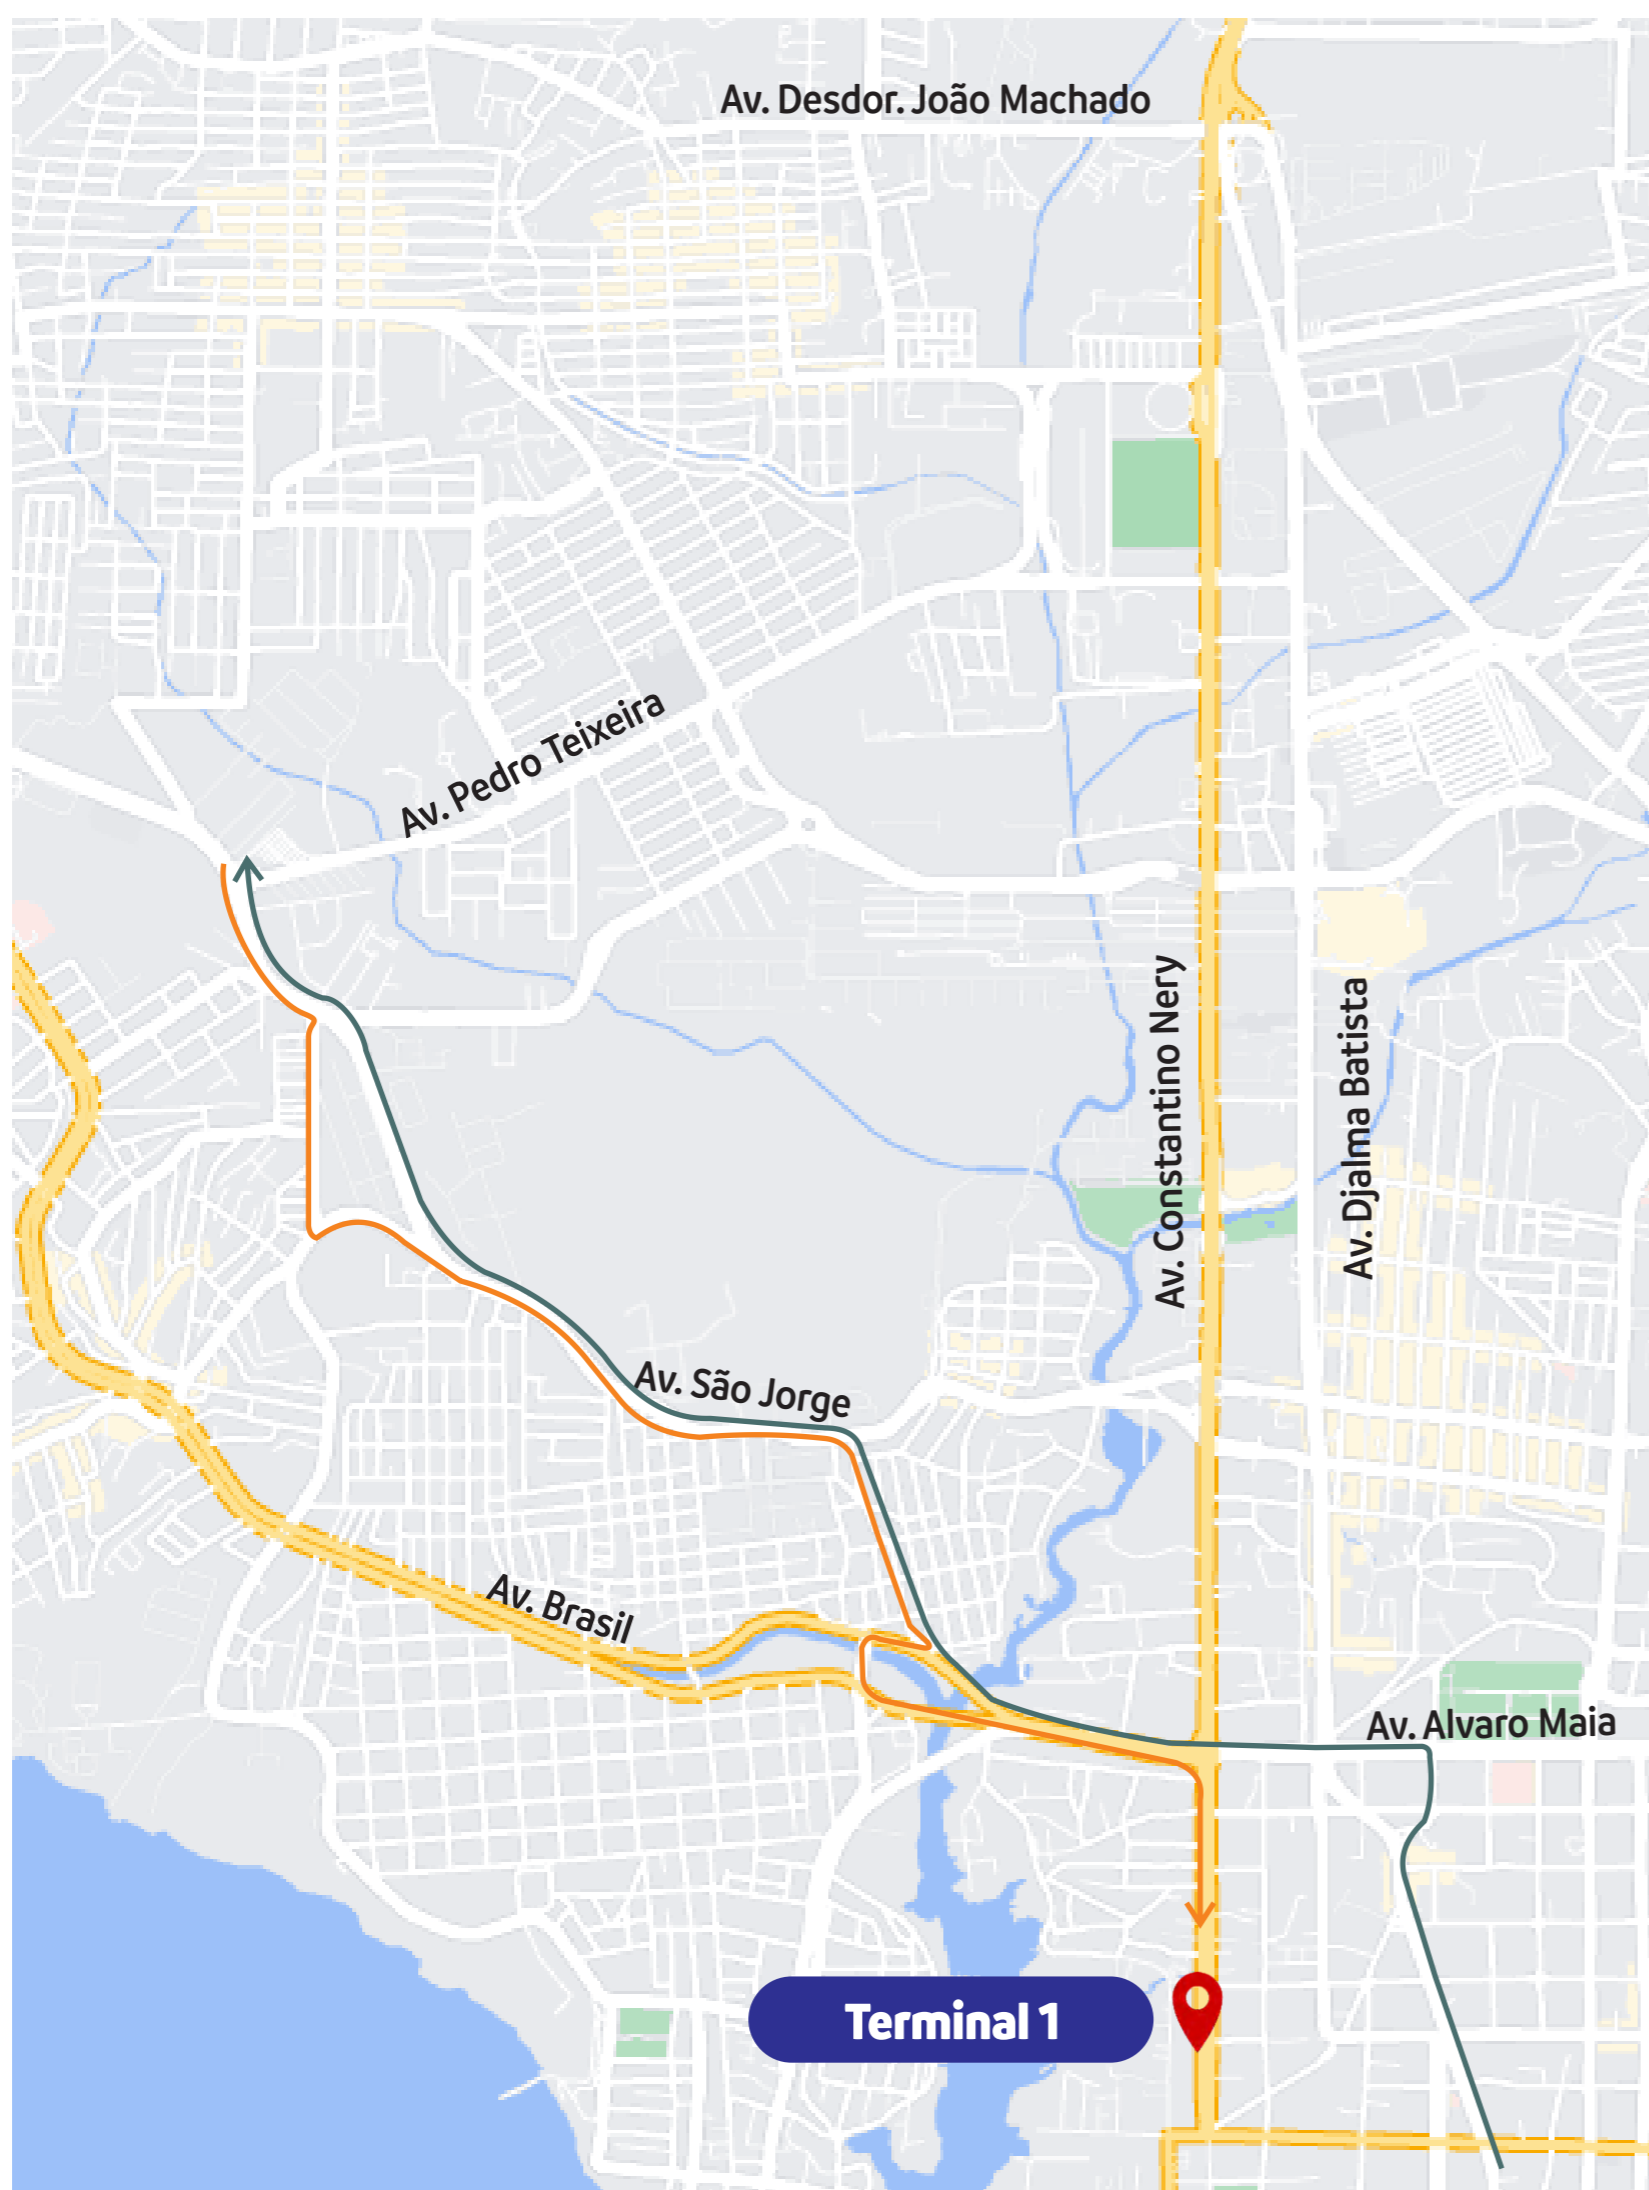 Av. Desdor. João Machado
Av. Pedro Teixeira
Av. Constantino Nery
Av. Djalma Batista
Av. São Jorge
Av. Brasil
Av. Alvaro Maia
Terminal 1